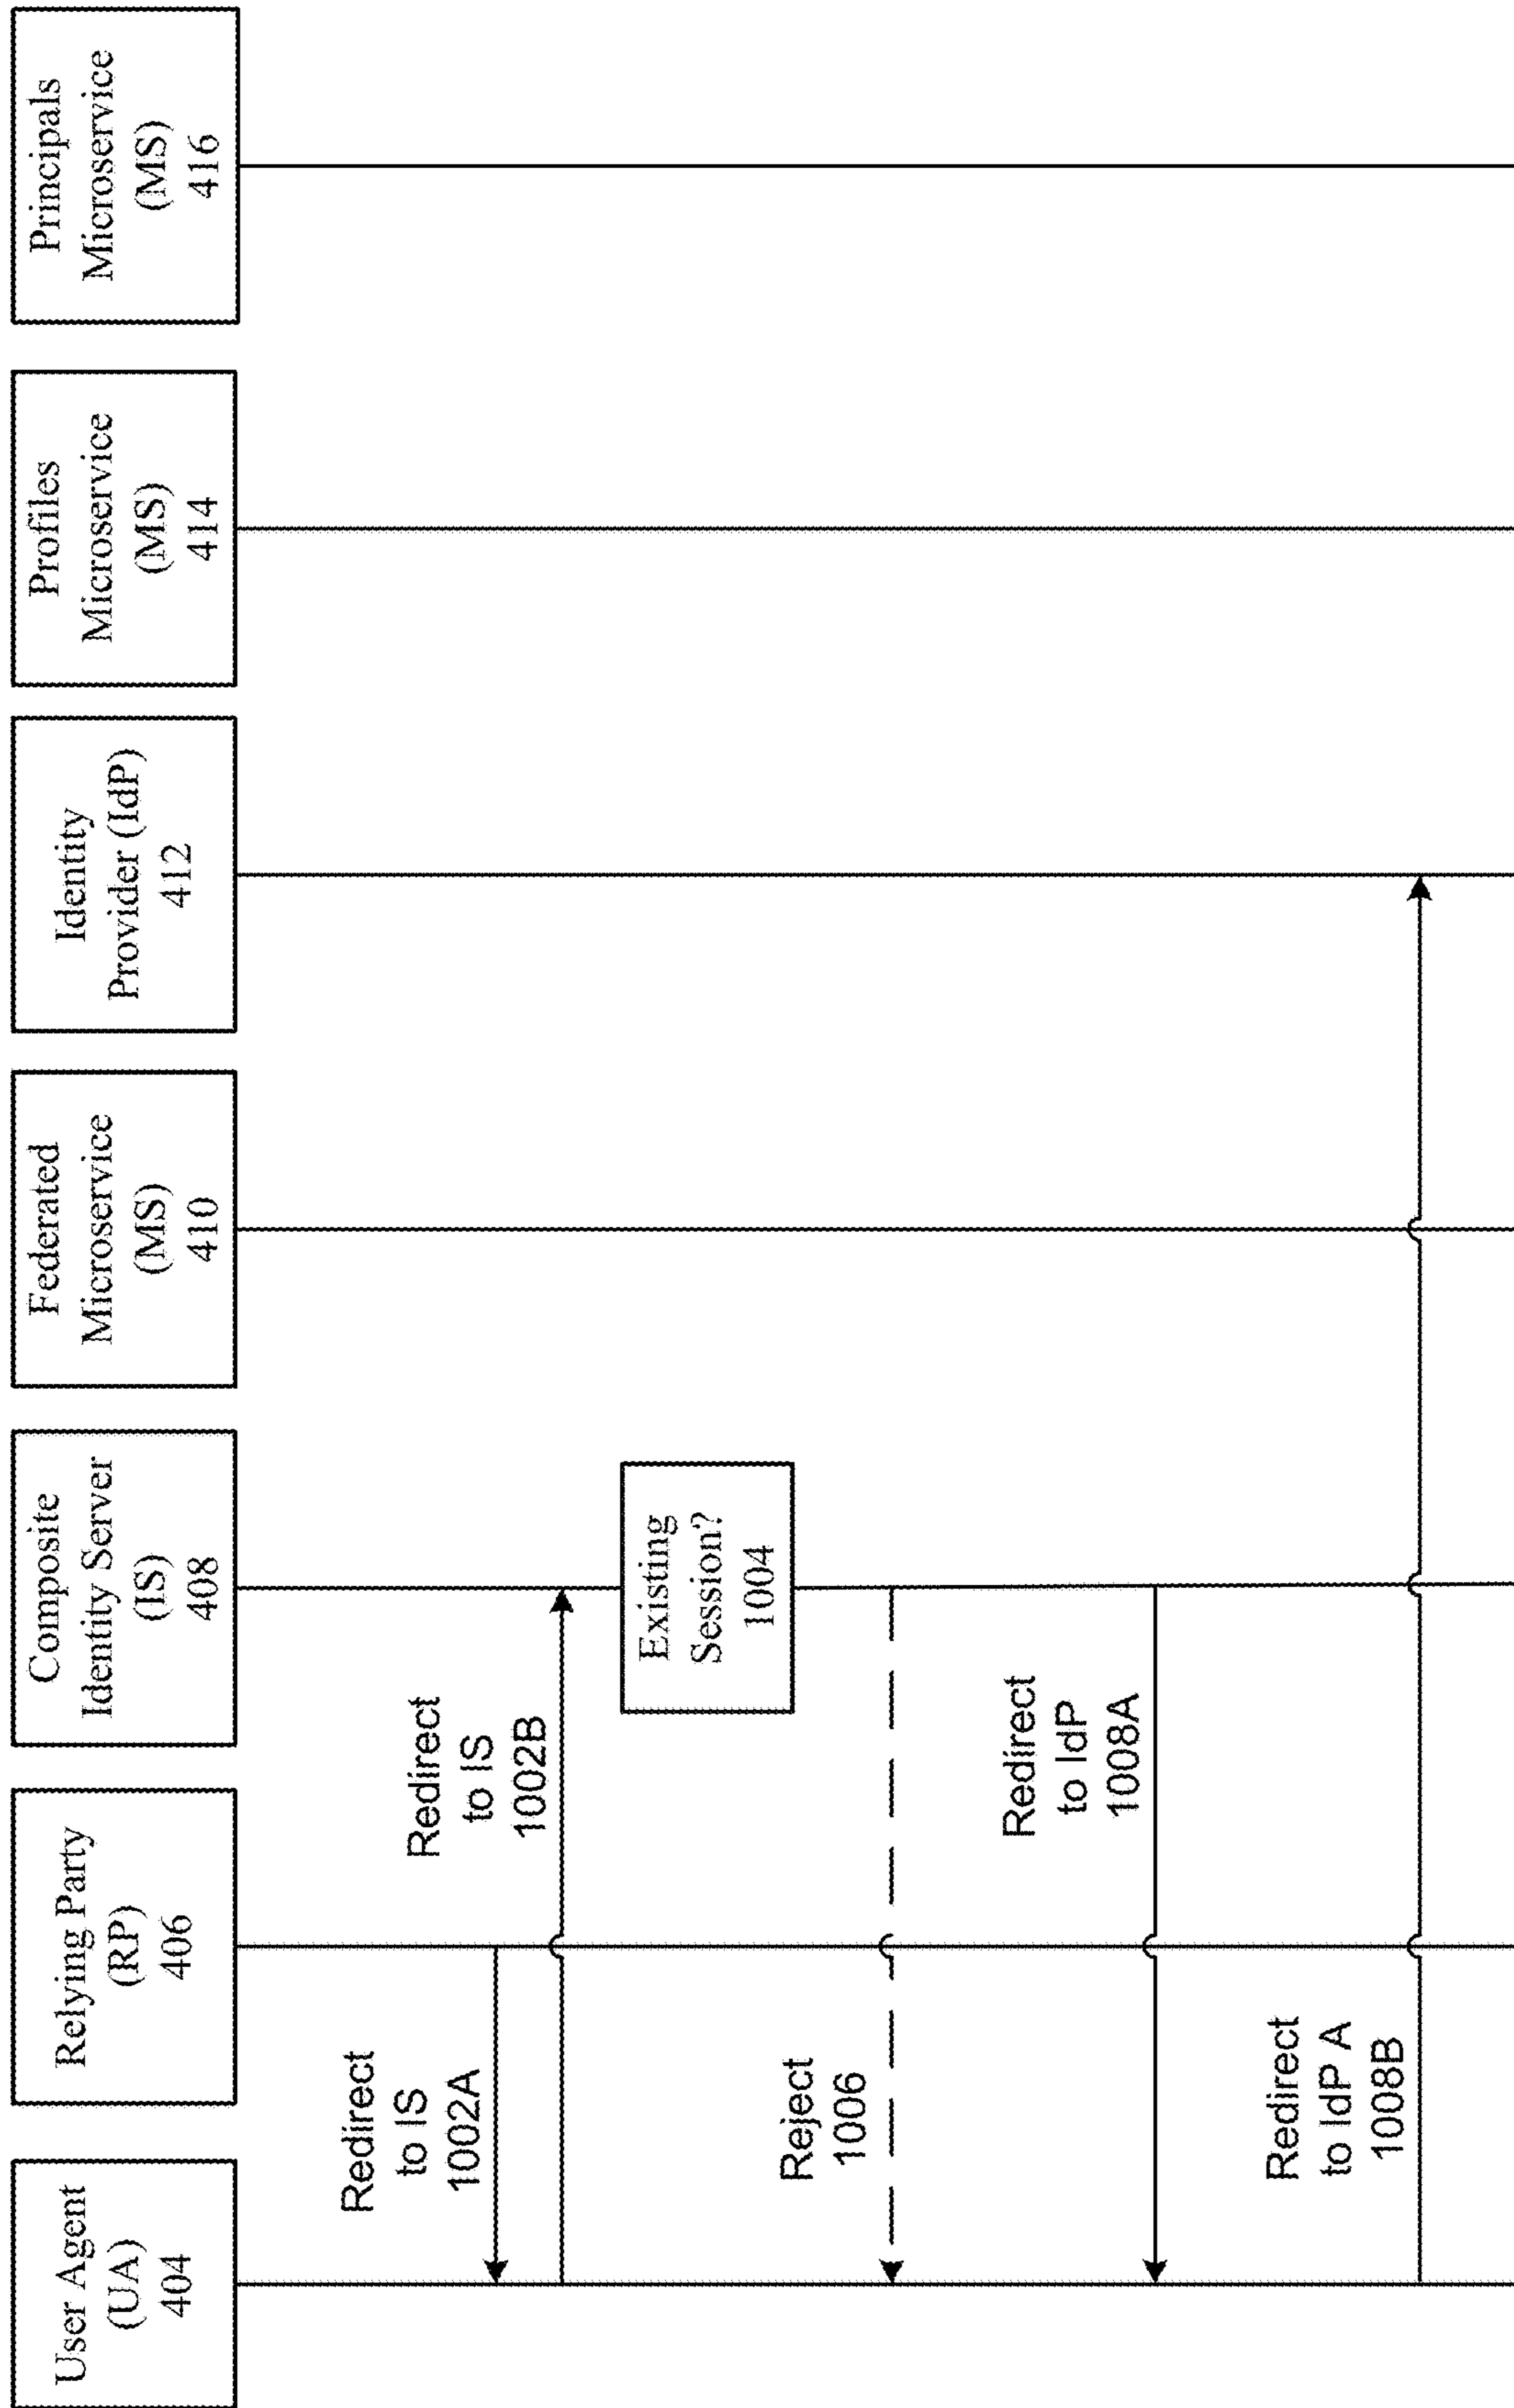 User Agent
(UA)
404
Relying Party
(RP)
406
Composite
Identity Server
(IS)
408
Federated
Microservice
(MS)
410
Identity
Provider (IdP)
412
Profiles
Microservice
(MS)
414
Principals
Microservice
(MS)
416
Redirect
to IS
1002A
Redirect
to IS
1002B
Existing
Session?
1004
Reject
1006
Redirect
to IdP
1008A
Redirect
to IdP A
1008B